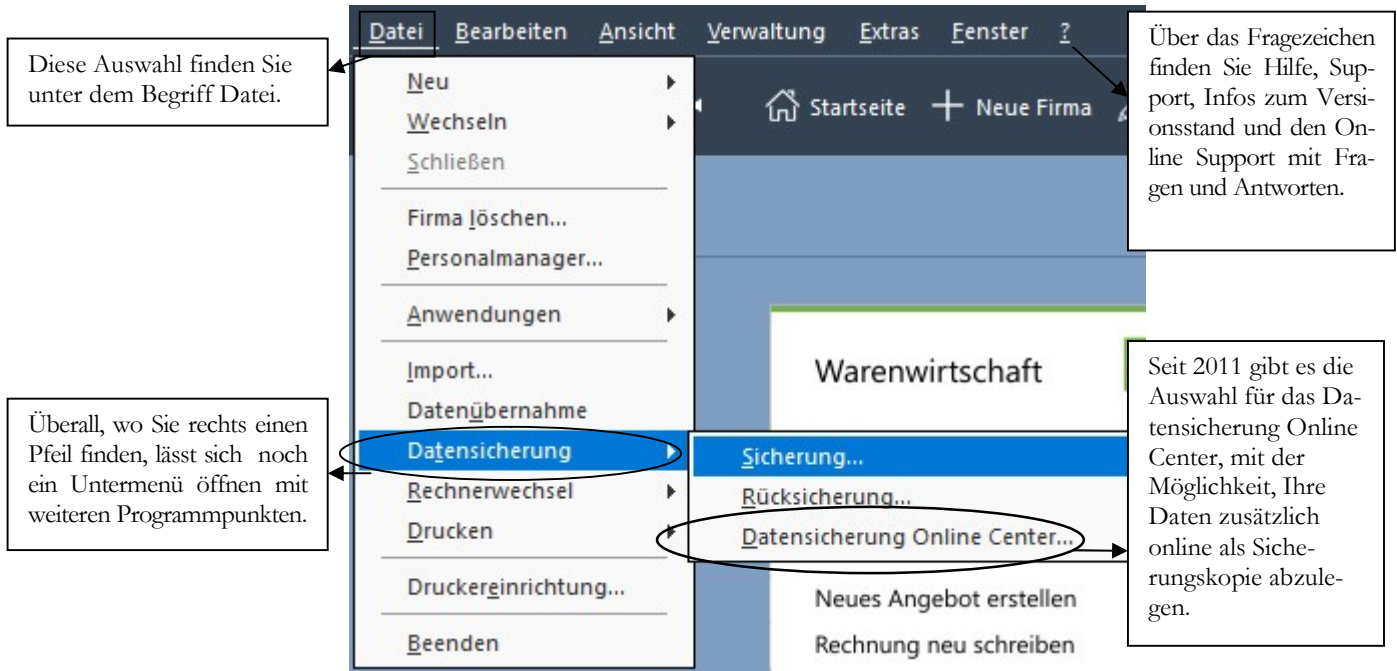 Datei Bearbeiten Ansicht Verwaltung Extras Fenster ?
Diese Auswahl finden Sie
unter dem Begriff Datei.
Über das Fragezeichen
finden Sie Hilfe, Sup-
port, Infos zum Versi-
onsstand und den On-
line Support mit Fra-
gen und Antworten.
Startseite Neue Firma
Neu
Wechseln
Schließen
Firma löschen...
Personalmanager...
Anwendungen
Import...
Datenübernahme
Datensicherung
Rechnerwechsel
Drucken
Druckereinrichtung...
Beenden
Überall, wo Sie rechts einen
Pfeil finden, lässt sich noch
ein Untermenü öffnen mit
weiteren Programmpunkten.
Warenwirtschaft
Sicherung...
Rücksicherung...
Datensicherung Online Center...
Neues Angebot erstellen
Rechnung neu schreiben
Seit 2011 gibt es die
Auswahl für das Da-
tensicherung Online
Center, mit der
Möglichkeit, Ihre
Daten zusätzlich
online als Siche-
rungskopie abzule-
gen.